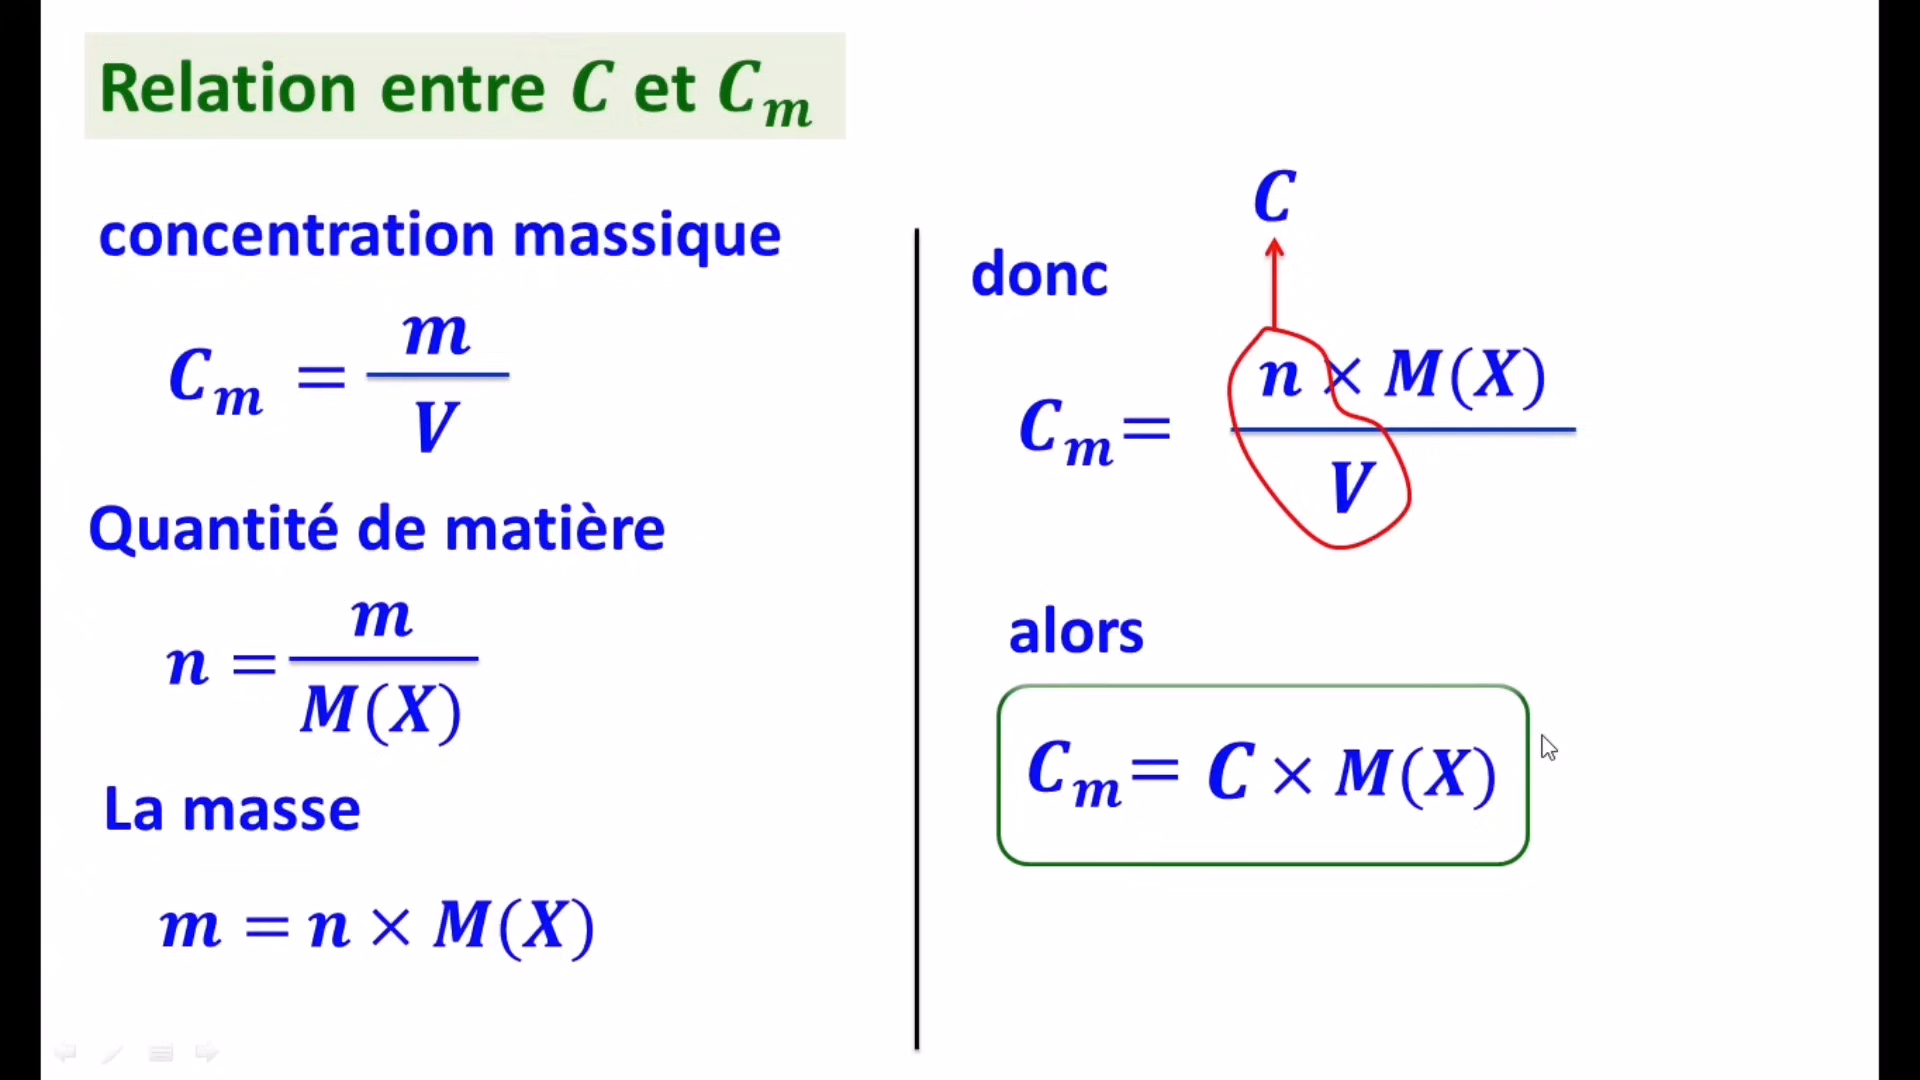 Relation entre C et Cₘ
concentration massique
Cₘ = m / V
Quantité de matière
n = m / M(X)
La masse
m = n × M(X)
C
donc
Cₘ = n × M(X) / V
alors
Cₘ = C × M(X)